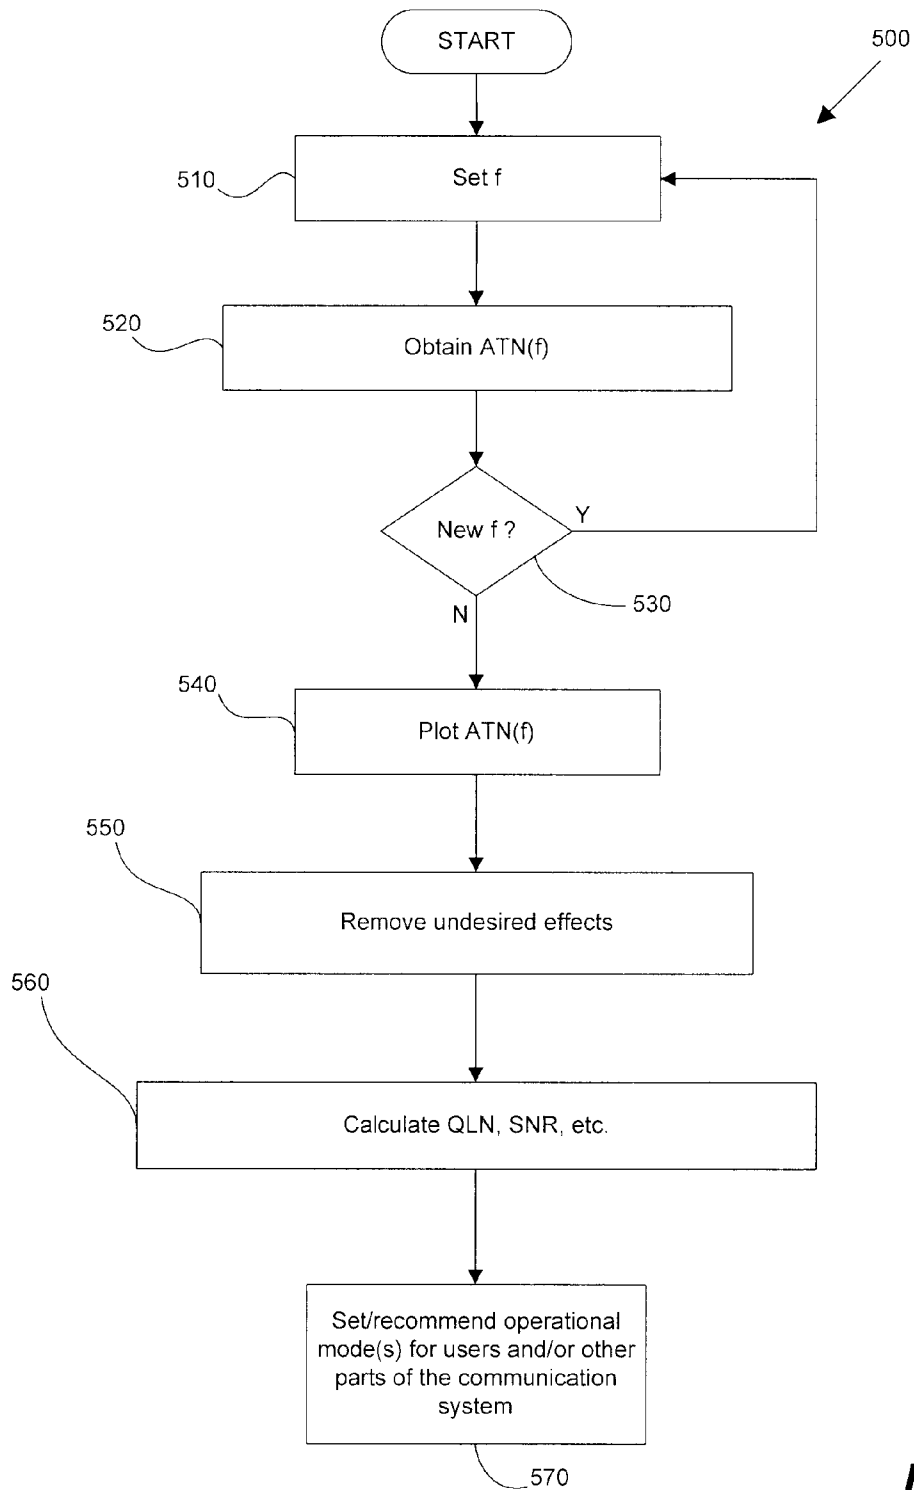 START
500
510
Set f
520
Obtain ATN(f)
New f ?
Y
530
N
540
Plot ATN(f)
550
Remove undesired effects
560
Calculate QLN, SNR, etc.
Set/recommend operational
mode(s) for users and/or other
parts of the communication
system
570